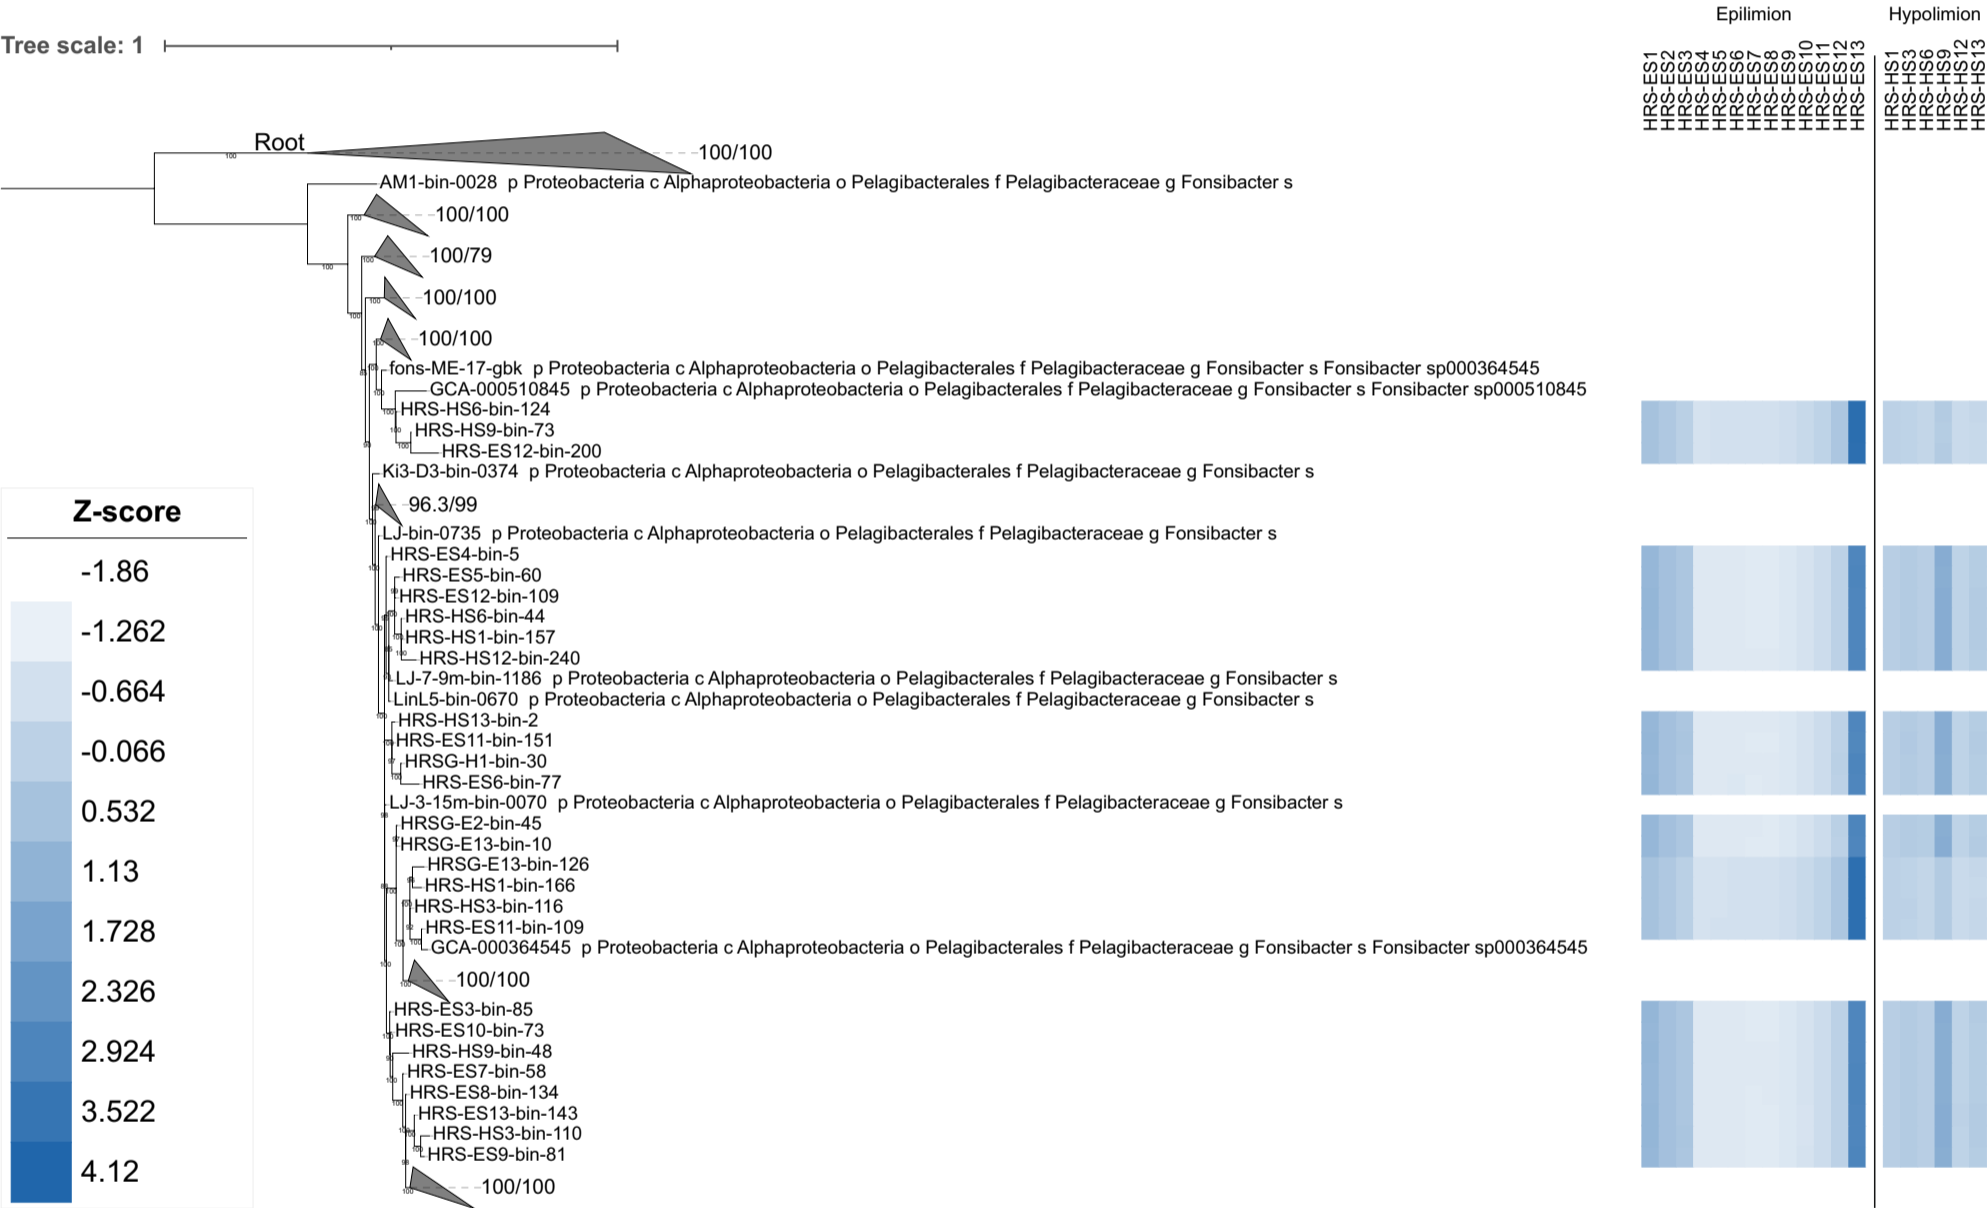 Epilimion
Hypolimion
Tree scale: 1
HRS-ES1
HRS-ES2
HRS-ES3
HRS-ES4
HRS-ES5
HRS-ES6
HRS-ES7
HRS-ES8
HRS-ES9
HRS-ES10
HRS-ES11
HRS-ES12
HRS-ES13
HRS-HS1
HRS-HS3
HRS-HS6
HRS-HS9
HRS-HS12
HRS-HS13
Root
100
100/100
AM1-bin-0028 p Proteobacteria c Alphaproteobacteria o Pelagibacterales f Pelagibacteraceae g Fonsibacter s
100/100
100/79
100/100
100/100
fons-ME-17-gbk p Proteobacteria c Alphaproteobacteria o Pelagibacterales f Pelagibacteraceae g Fonsibacter s Fonsibacter sp000364545
GCA-000510845 p Proteobacteria c Alphaproteobacteria o Pelagibacterales f Pelagibacteraceae g Fonsibacter s Fonsibacter sp000510845
HRS-HS6-bin-124
HRS-HS9-bin-73
HRS-ES12-bin-200
Ki3-D3-bin-0374 p Proteobacteria c Alphaproteobacteria o Pelagibacterales f Pelagibacteraceae g Fonsibacter s
96.3/99
LJ-bin-0735 p Proteobacteria c Alphaproteobacteria o Pelagibacterales f Pelagibacteraceae g Fonsibacter s
HRS-ES4-bin-5
HRS-ES5-bin-60
HRS-ES12-bin-109
HRS-HS6-bin-44
HRS-HS1-bin-157
HRS-HS12-bin-240
LJ-7-9m-bin-1186 p Proteobacteria c Alphaproteobacteria o Pelagibacterales f Pelagibacteraceae g Fonsibacter s
LinL5-bin-0670 p Proteobacteria c Alphaproteobacteria o Pelagibacterales f Pelagibacteraceae g Fonsibacter s
HRS-HS13-bin-2
HRS-ES11-bin-151
HRSG-H1-bin-30
HRS-ES6-bin-77
LJ-3-15m-bin-0070 p Proteobacteria c Alphaproteobacteria o Pelagibacterales f Pelagibacteraceae g Fonsibacter s
HRSG-E2-bin-45
HRSG-E13-bin-10
HRSG-E13-bin-126
HRS-HS1-bin-166
HRS-HS3-bin-116
HRS-ES11-bin-109
GCA-000364545 p Proteobacteria c Alphaproteobacteria o Pelagibacterales f Pelagibacteraceae g Fonsibacter s Fonsibacter sp000364545
100/100
HRS-ES3-bin-85
HRS-ES10-bin-73
HRS-HS9-bin-48
HRS-ES7-bin-58
HRS-ES8-bin-134
HRS-ES13-bin-143
HRS-HS3-bin-110
HRS-ES9-bin-81
100/100
Z-score
-1.86
-1.262
-0.664
-0.066
0.532
1.13
1.728
2.326
2.924
3.522
4.12